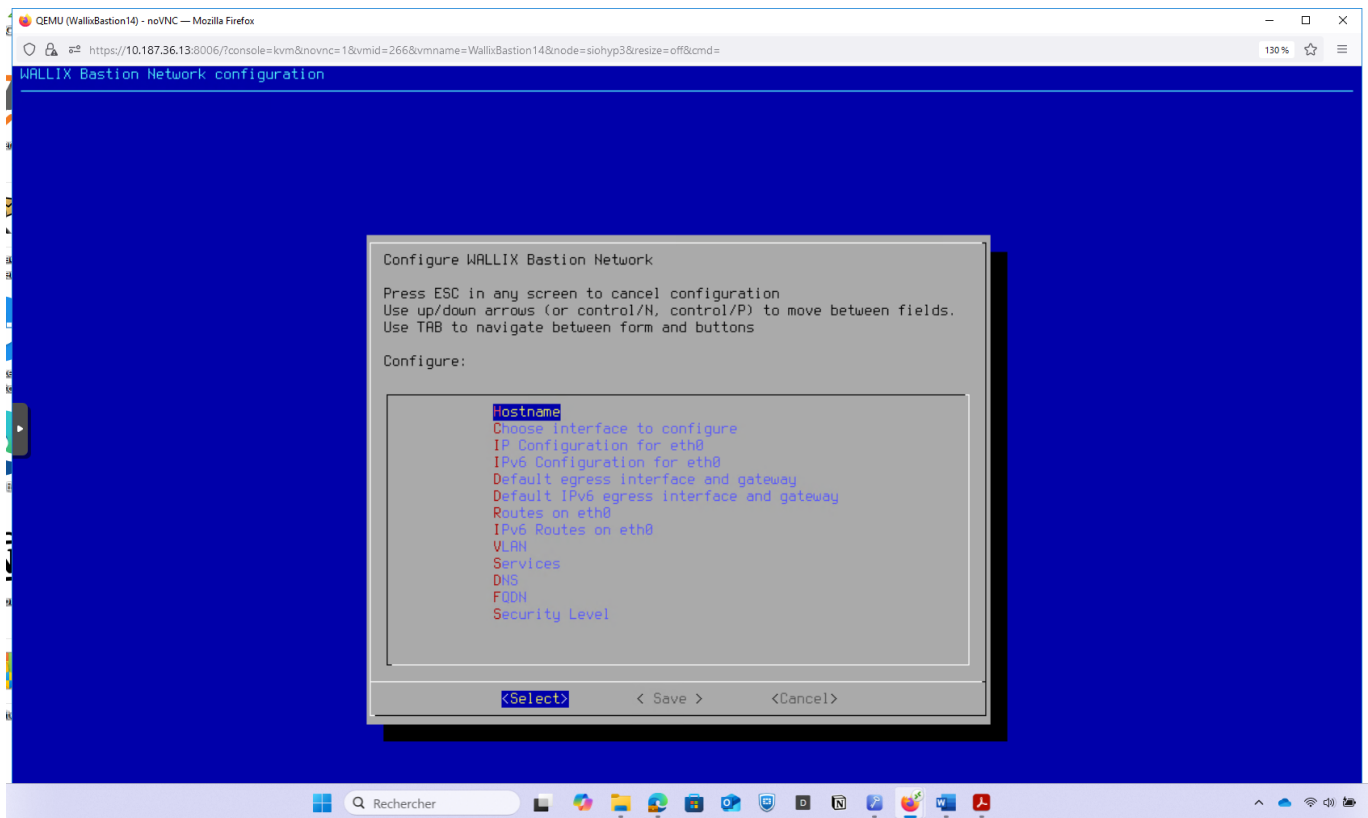 QEMU (WallixBastion14) - noVNC — Mozilla Firefox
https://10.187.36.13:8006/?console=kvm&novnc=1&vmid=266&vmname=WallixBastion14&node=siohyp3&resize=off&cmd=
130 %
WALLIX Bastion Network configuration
Configure WALLIX Bastion Network
Press ESC in any screen to cancel configuration
Use up/down arrows (or control/N, control/P) to move between fields.
Use TAB to navigate between form and buttons
Configure:
Hostname
Choose interface to configure
IP Configuration for eth0
IPv6 Configuration for eth0
Default egress interface and gateway
Default IPv6 egress interface and gateway
Routes on eth0
IPv6 Routes on eth0
VLAN
Services
DNS
FQDN
Security Level
<Select> < Save > <Cancel>
Rechercher